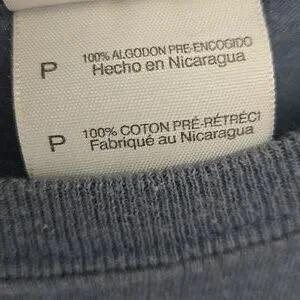 P 100% ALGODON PRE-ENCOGIDO
Hecho en Nicaragua
P 100% COTON PRÉ-RÉTRÉCI
Fabriqué au Nicaragua